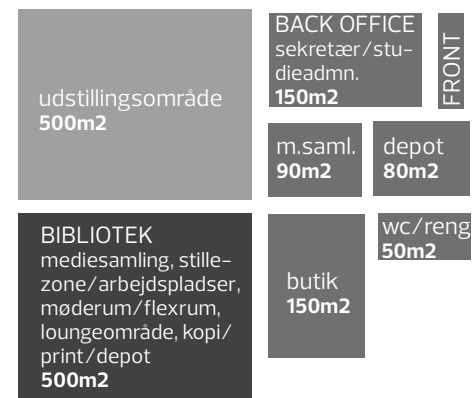 udstillingsområde
500m2
BACK OFFICE
sekretær/stu-
dieadmn.
150m2
FRONT
m.saml.
90m2
depot
80m2
BIBLIOTEK
mediesamling, stille-
zone/arbejdspladser,
møderum/flexrum,
loungeområde, kopi/
print/depot
500m2
butik
150m2
wc/reng
50m2